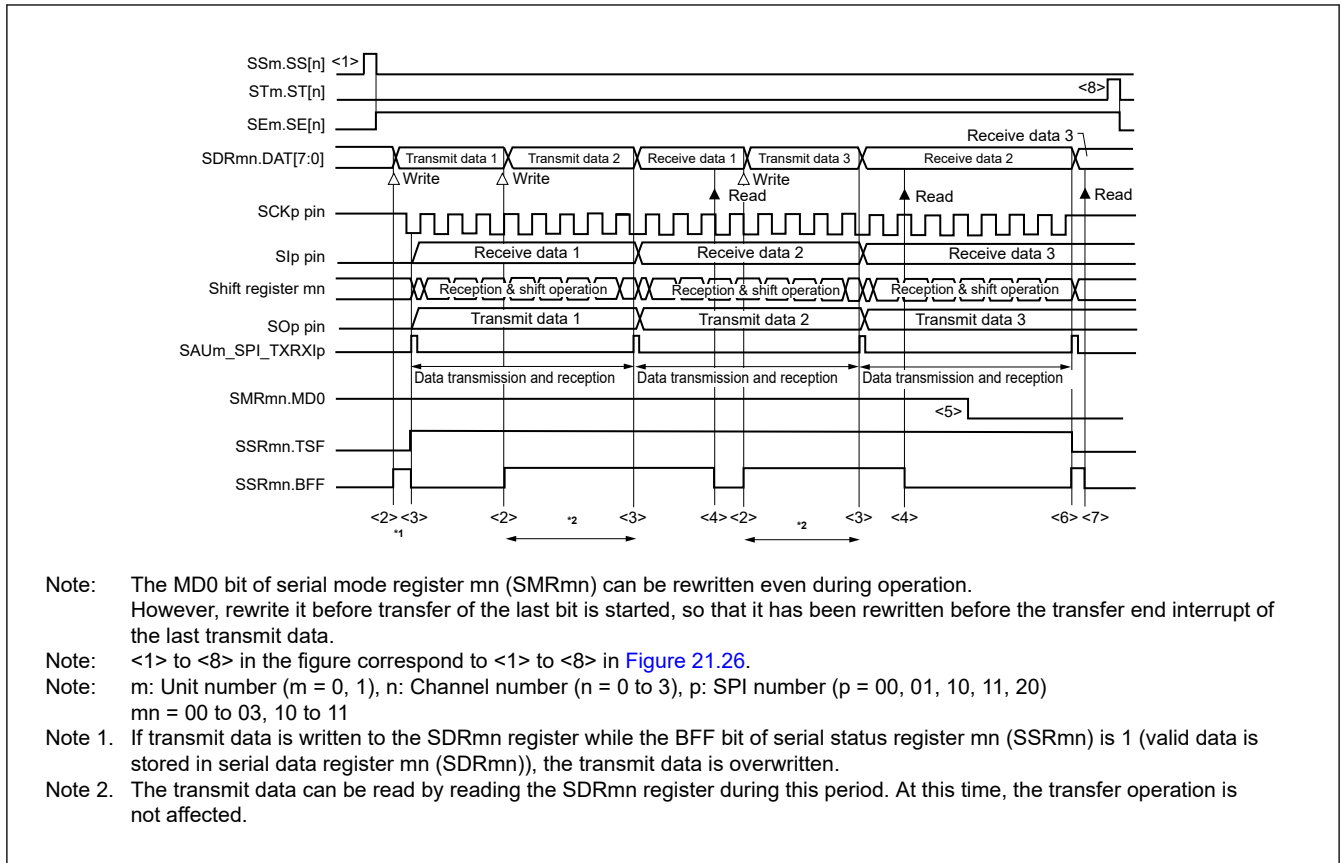 SSm.SS[n] <1>
STm.ST[n] <8>
SEm.SE[n]
Receive data 3
SDRmn.DAT[7:0] Transmit data 1 Transmit data 2 Receive data 1 Transmit data 3 Receive data 2
Write Write Write
Read Read Read
SCKp pin
SIp pin Receive data 1 Receive data 2 Receive data 3
Shift register mn Reception & shift operation Reception & shift operation Reception & shift operation
SOp pin Transmit data 1 Transmit data 2 Transmit data 3
SAUm_SPI_TXRXIp
Data transmission and reception Data transmission and reception Data transmission and reception
SMRmn.MD0
<5>
SSRmn.TSF
SSRmn.BFF
<2> <3> <2> *2 <3> <4> <2> *2 <3> <4> <6> <7>
*1
Note: The MD0 bit of serial mode register mn (SMRmn) can be rewritten even during operation.
However, rewrite it before transfer of the last bit is started, so that it has been rewritten before the transfer end interrupt of
the last transmit data.
Note: <1> to <8> in the figure correspond to <1> to <8> in Figure 21.26.
Note: m: Unit number (m = 0, 1), n: Channel number (n = 0 to 3), p: SPI number (p = 00, 01, 10, 11, 20)
mn = 00 to 03, 10 to 11
Note 1. If transmit data is written to the SDRmn register while the BFF bit of serial status register mn (SSRmn) is 1 (valid data is
stored in serial data register mn (SDRmn)), the transmit data is overwritten.
Note 2. The transmit data can be read by reading the SDRmn register during this period. At this time, the transfer operation is
not affected.